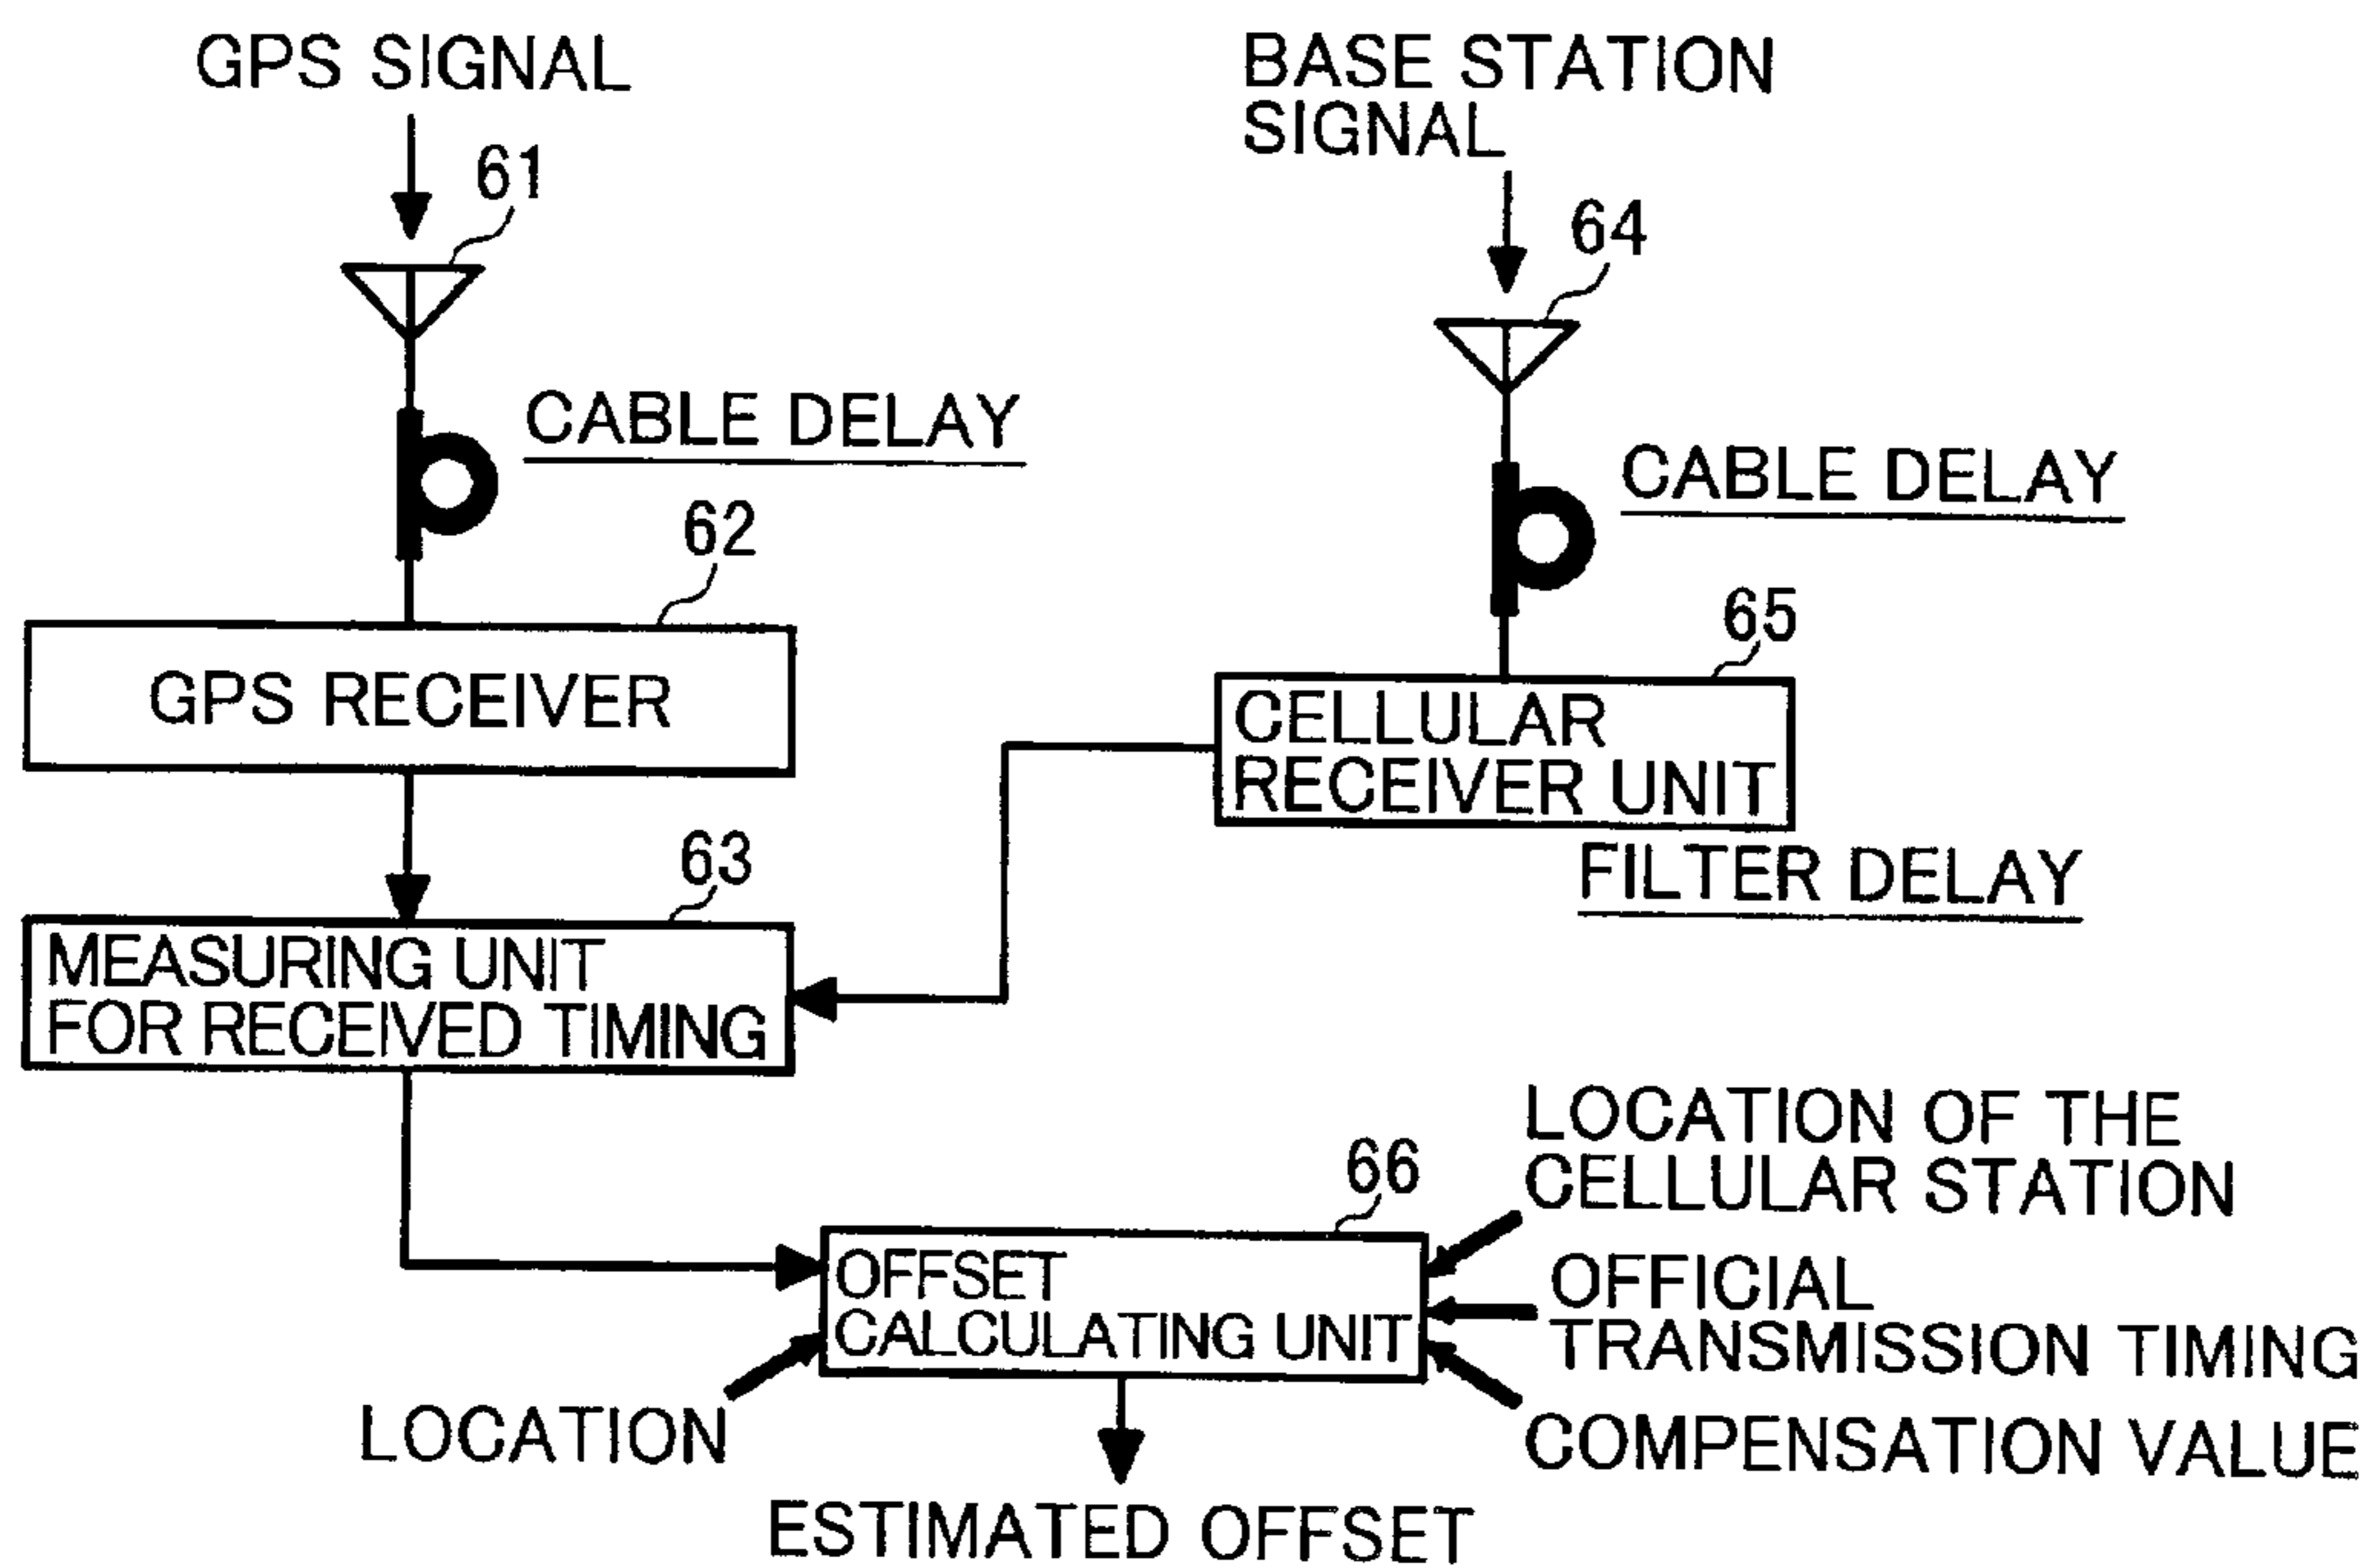 GPS SIGNAL
61
CABLE DELAY
62
GPS RECEIVER
63
MEASURING UNIT
FOR RECEIVED TIMING
BASE STATION
SIGNAL
64
CABLE DELAY
65
CELLULAR
RECEIVER UNIT
FILTER DELAY
66
OFFSET
CALCULATING UNIT
LOCATION OF THE
CELLULAR STATION
OFFICIAL
TRANSMISSION TIMING
COMPENSATION VALUE
LOCATION
ESTIMATED OFFSET